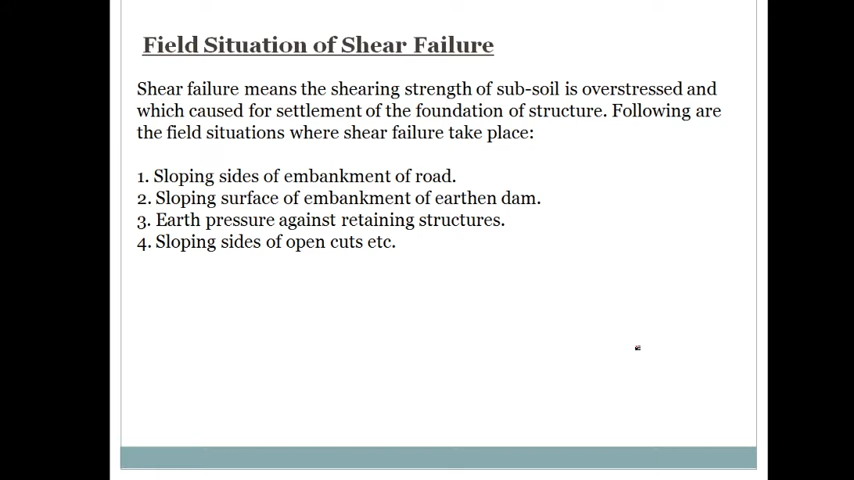 Field Situation of Shear Failure
Shear failure means the shearing strength of sub-soil is overstressed and
which caused for settlement of the foundation of structure. Following are
the field situations where shear failure take place:
1. Sloping sides of embankment of road.
2. Sloping surface of embankment of earthen dam.
3. Earth pressure against retaining structures.
4. Sloping sides of open cuts etc.